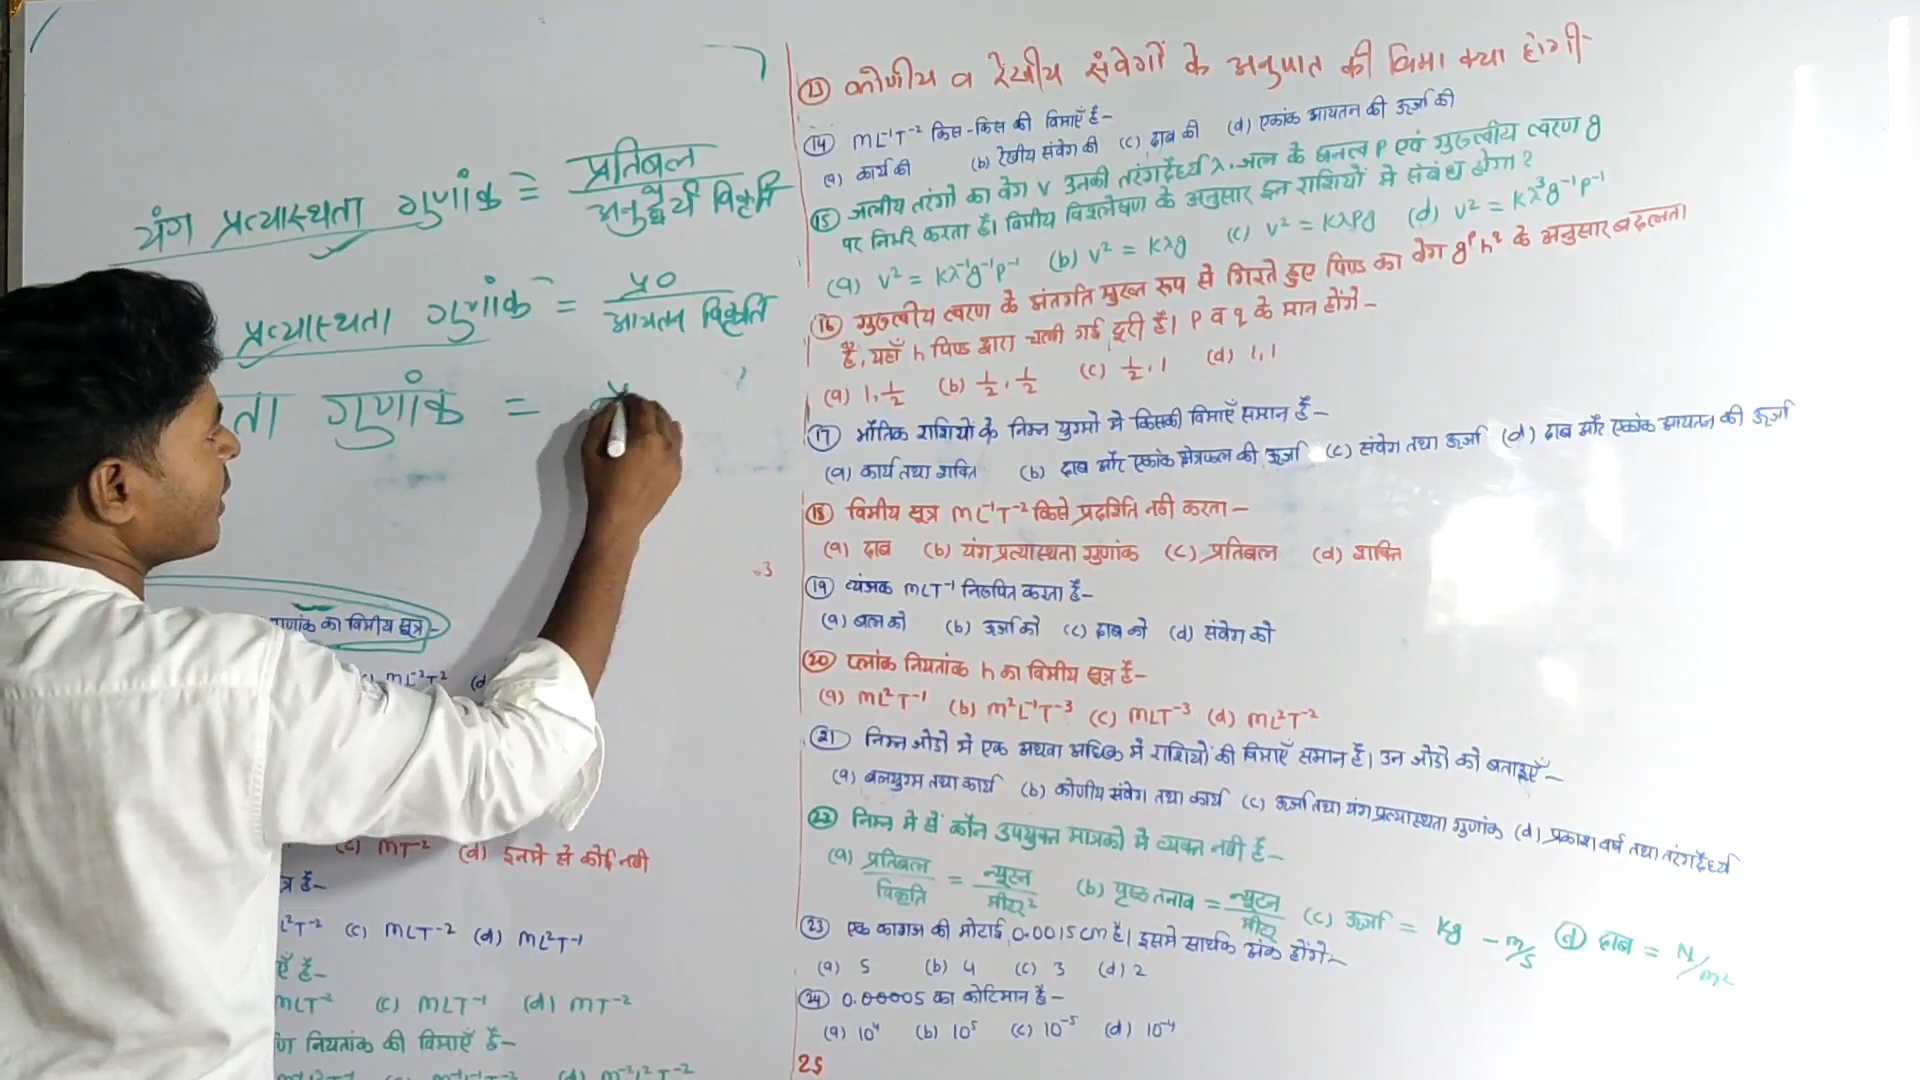 यंग प्रत्यास्थता गुणांक = प्रतिबल / अनुदैर्घ्य विकृति
प्रत्यास्थता गुणांक =
आयतन विकृति
ता गुणांक =
गुणांक का विमीय सूत्र-
(c) MT⁻² (d) इनमे से कोई नही
त्र हैं-
L²T⁻² (c) MLT⁻² (d) ML²T⁻¹
एँ हैं-
MLT⁻² (c) MLT⁻¹ (d) MT⁻²
नियतांक की विमाएँ हैं-
(13) कोणीय व रेखीय संवेगों के अनुपात की विमा क्या होगी-
(14) ML⁻¹T⁻² किस-किस की विमाएँ हैं-
(a) कार्य की (b) रेखीय संवेग की (c) दाब की (d) एकांक आयतन की ऊर्जा की
(15) जलीय तरंगो का वेग V उनकी तरंगदैर्ध्य λ, जल के घनत्व P एवं गुरुत्वीय त्वरण g
पर निर्भर करता है। विमीय विश्लेषण के अनुसार इन राशियों मे संबंध होगा?
(a) V² = Kλ⁻¹g⁻¹P⁻¹ (b) V² = Kλg (c) V² = KλPg (d) V² = Kλ³g⁻¹P⁻¹
(16) गुरुत्वीय त्वरण के अंतर्गत मुक्त रूप से गिरते हुए पिण्ड का वेग g^p h^q के अनुसार बदलता
है, यहाँ h पिण्ड द्वारा चली गई दूरी है। P व q के मान होंगे-
(a) 1, 1/2 (b) 1/2, 1/2 (c) 1/2, 1 (d) 1, 1
(17) भौतिक राशियों के निम्न युग्मो मे किसकी विमाएँ समान हैं-
(a) कार्य तथा शक्ति (b) दाब और एकांक क्षेत्रफल की ऊर्जा (c) संवेग तथा ऊर्जा (d) दाब और एकांक आयतन की ऊर्जा
(18) विमीय सूत्र ML⁻¹T⁻² किसे प्रदर्शित नही करता-
(a) दाब (b) यंग प्रत्यास्थता गुणांक (c) प्रतिबल (d) शक्ति
(19) व्यंजक MLT⁻¹ निरूपित करता है-
(a) बल को (b) ऊर्जा को (c) दाब को (d) संवेग को
(20) प्लांक नियतांक h का विमीय सूत्र है-
(a) ML²T⁻¹ (b) M²L⁻¹T⁻³ (c) MLT⁻³ (d) ML²T⁻²
(21) निम्न जोडो मे एक अथवा अधिक में राशियों की विमाएँ समान हैं। उन जोडो को बताइएँ-
(a) बलयुग्म तथा कार्य (b) कोणीय संवेग तथा कार्य (c) ऊर्जा तथा यंग प्रत्यास्थता गुणांक (d) प्रकाश वर्ष तथा तरंगदैर्ध्य
(22) निम्न मे से कौन उपयुक्त मात्रको मे व्यक्त नही है-
(a) प्रतिबल / विकृति = न्यूटन / मीटर² (b) पृष्ठ तनाव = न्यूटन / मीटर (c) ऊर्जा = Kg - m/s (d) दाब = N/m²
(23) एक कागज की मोटाई 0.0015cm है। इसमे सार्थक अंक होंगे-
(a) 5 (b) 4 (c) 3 (d) 2
(24) 0.00005 का कोटिमान है-
(a) 10⁴ (b) 10⁵ (c) 10⁻⁵ (d) 10⁻⁴
25